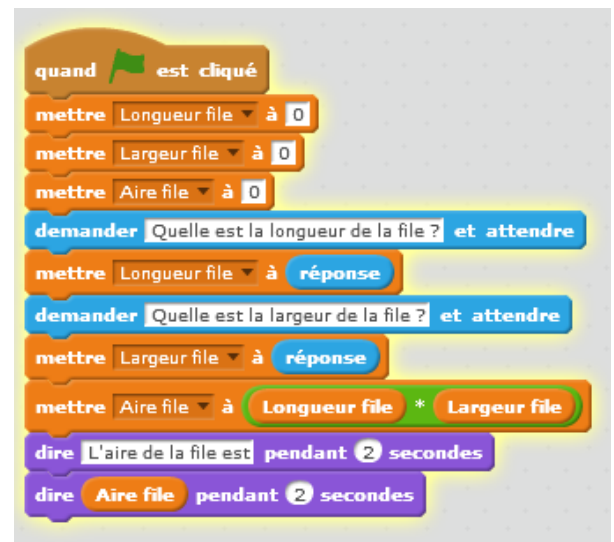 quand est cliqué
mettre Longueur file à 0
mettre Largeur file à 0
mettre Aire file à 0
demander Quelle est la longueur de la file ? et attendre
mettre Longueur file à réponse
demander Quelle est la largeur de la file ? et attendre
mettre Largeur file à réponse
mettre Aire file à Longueur file * Largeur file
dire L'aire de la file est pendant 2 secondes
dire Aire file pendant 2 secondes